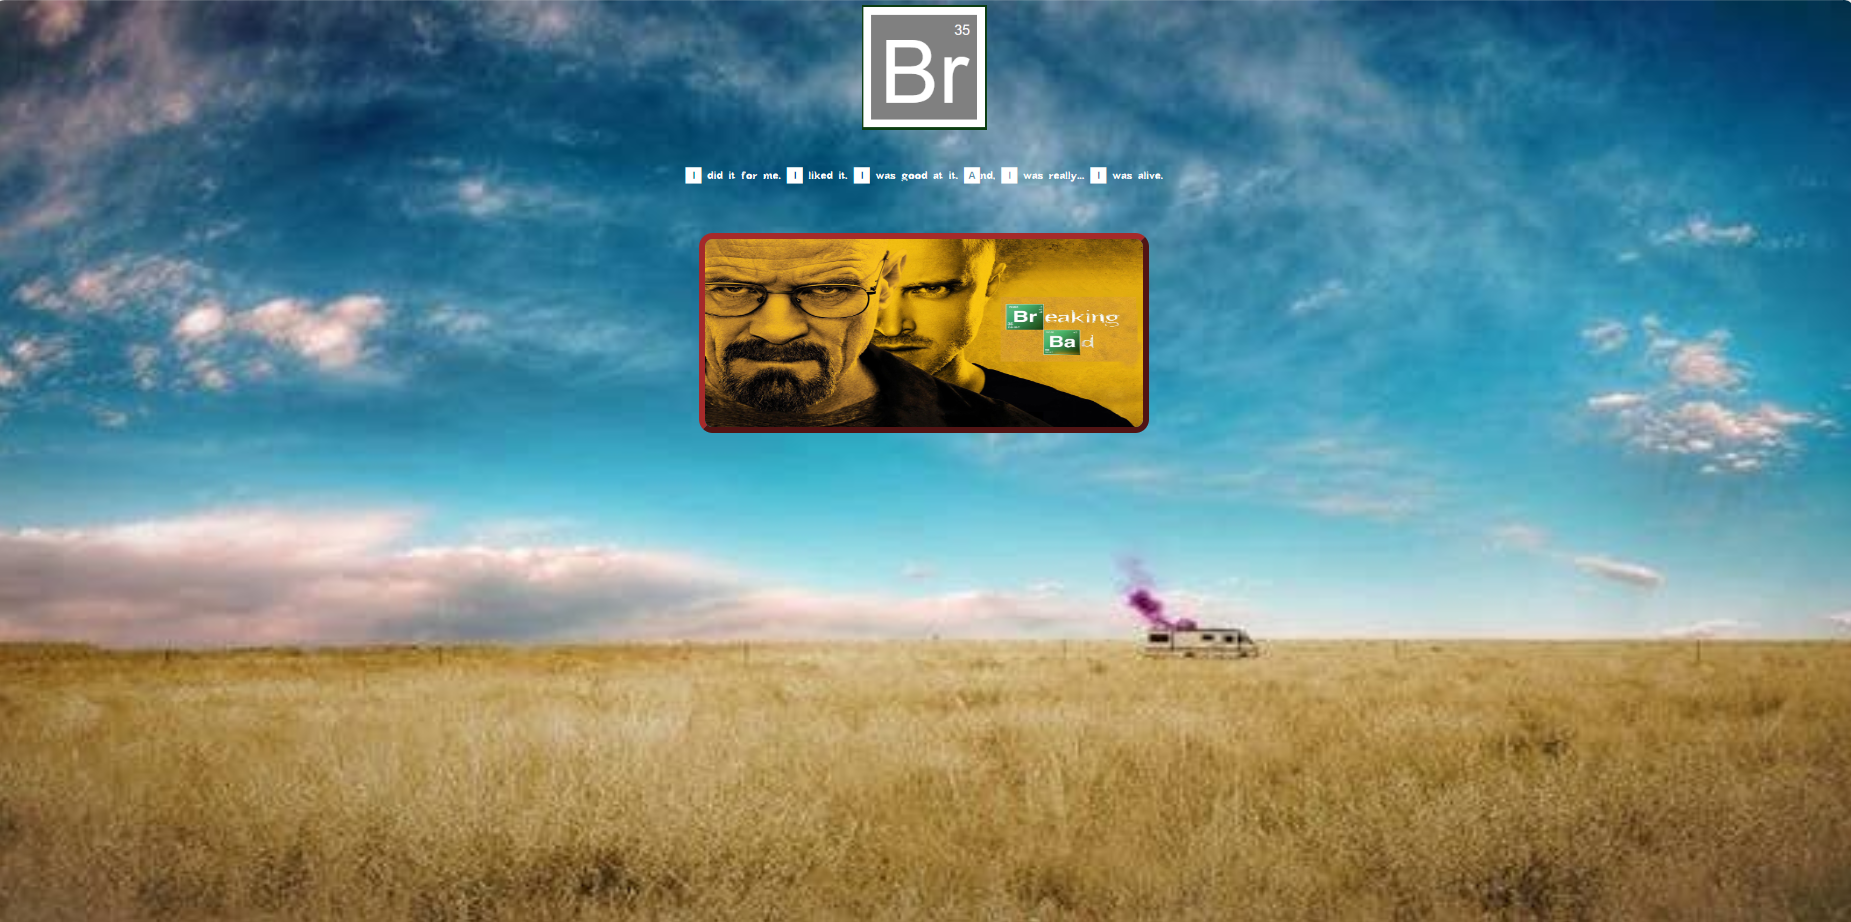 35
Br
I did it for me. I liked it. I was good at it. And, I was really... I was alive.
Breaking
Bad